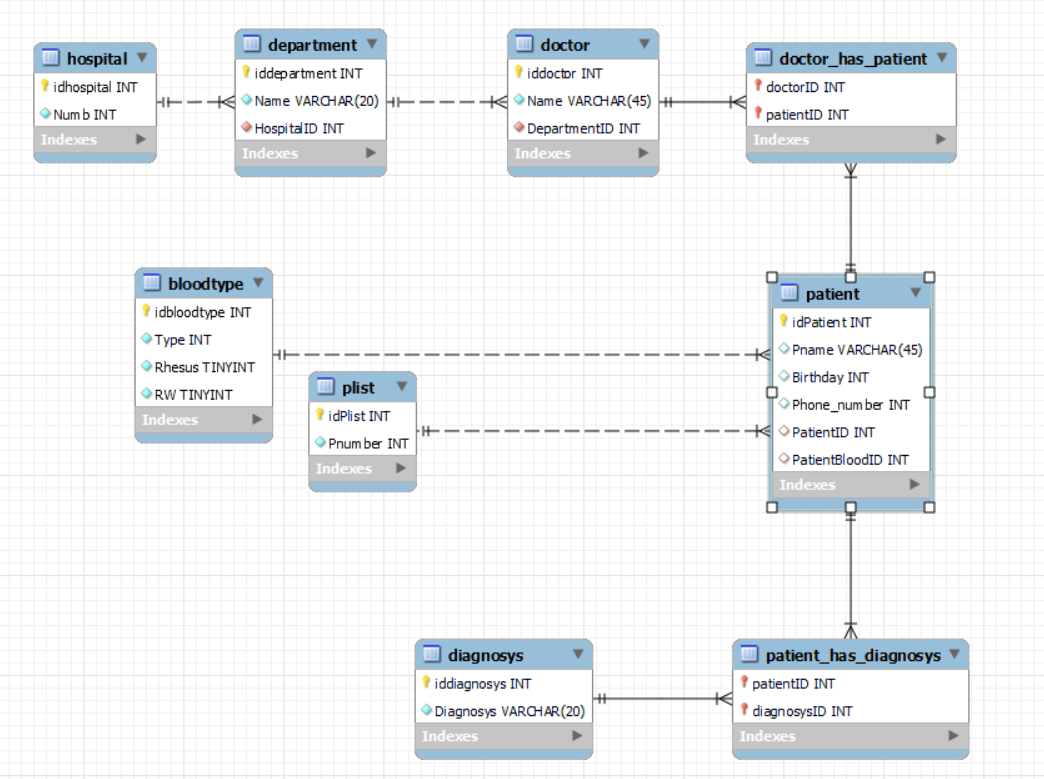 hospital
idhospital INT
Numb INT
Indexes
department
iddepartment INT
Name VARCHAR(20)
HospitalID INT
Indexes
doctor
iddoctor INT
Name VARCHAR(45)
DepartmentID INT
Indexes
doctor_has_patient
doctorID INT
patientID INT
Indexes
bloodtype
idbloodtype INT
Type INT
Rhesus TINYINT
RW TINYINT
Indexes
plist
idPlist INT
Pnumber INT
Indexes
patient
idPatient INT
Pname VARCHAR(45)
Birthday INT
Phone_number INT
PatientID INT
PatientBloodID INT
Indexes
diagnosys
iddiagnosys INT
Diagnosys VARCHAR(20)
Indexes
patient_has_diagnosys
patientID INT
diagnosysID INT
Indexes